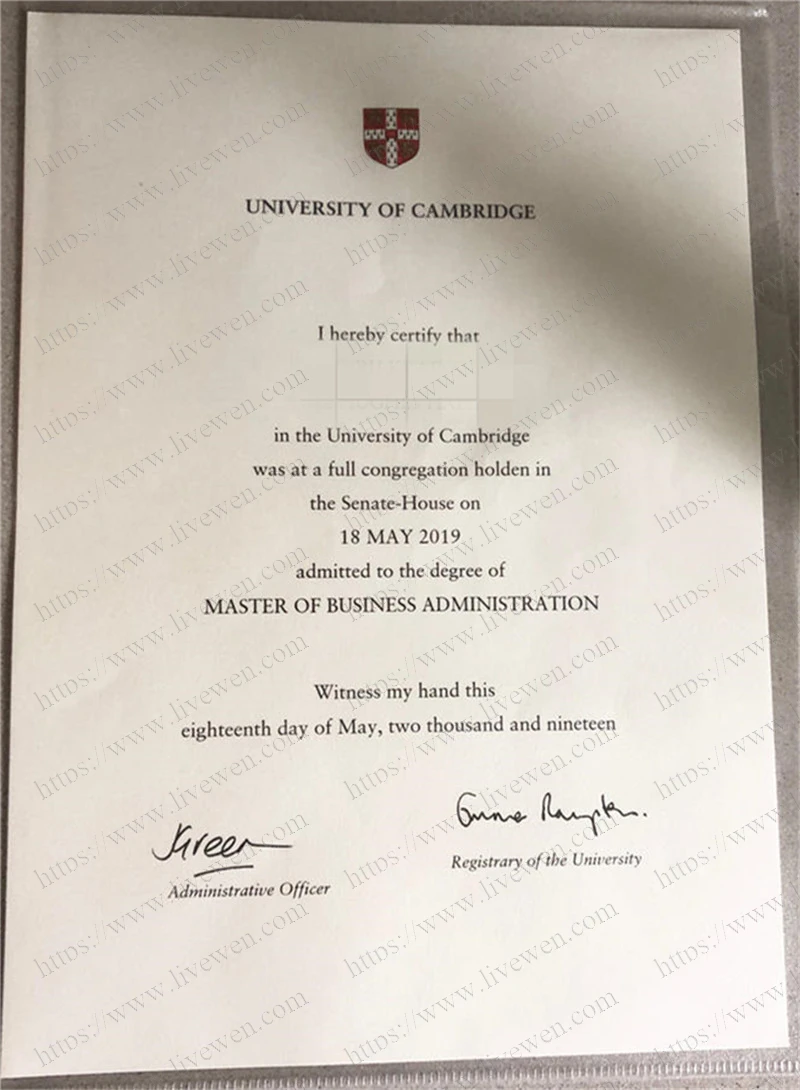 UNIVERSITY OF CAMBRIDGE
I hereby certify that
in the University of Cambridge
was at a full congregation holden in
the Senate-House on
18 MAY 2019
admitted to the degree of
MASTER OF BUSINESS ADMINISTRATION
Witness my hand this
eighteenth day of May, two thousand and nineteen
Administrative Officer
Registrary of the University
https://www.livewen.com